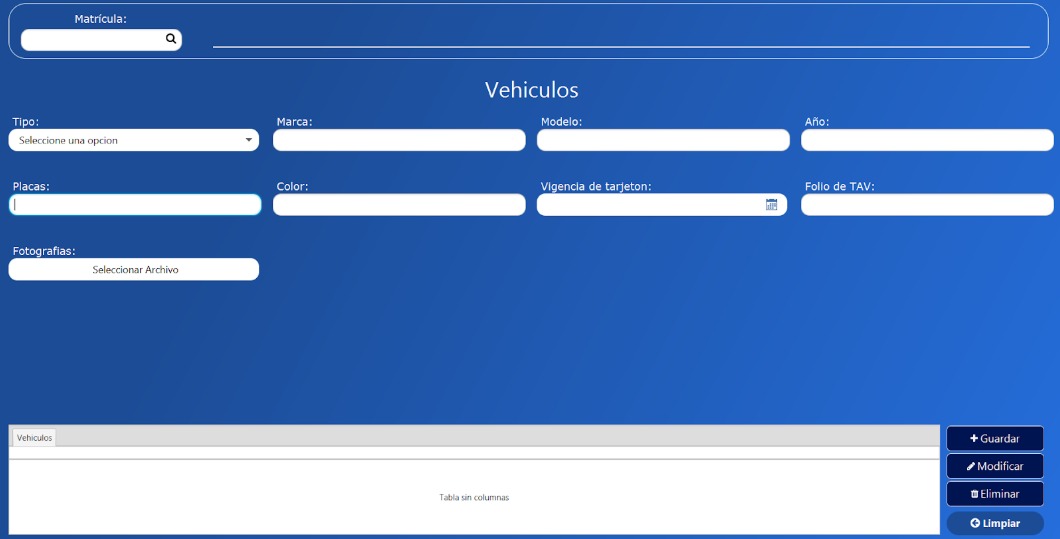 Matrícula:
Vehiculos
Tipo: Marca: Modelo: Año:
Seleccione una opcion
Placas: Color: Vigencia de tarjeton: Folio de TAV:
Fotografias:
Seleccionar Archivo
Vehiculos
Tabla sin columnas
Guardar
Modificar
Eliminar
Limpiar